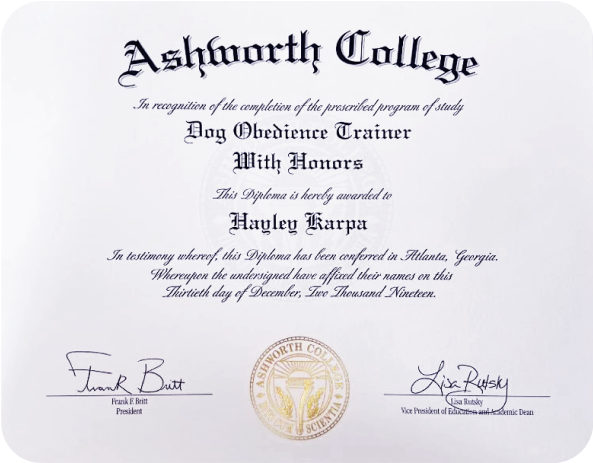 Ashworth College
In recognition of the completion of the prescribed program of study
Dog Obedience Trainer
With Honors
This Diploma is hereby awarded to
Hayley Karpa
In testimony whereof, this Diploma has been conferred in Atlanta, Georgia.
Whereupon the undersigned have affixed their names on this
Thirtieth day of December, Two Thousand Nineteen.
Frank Britt
Frank F. Britt
President
ASHWORTH COLLEGE
SCIENTIA
Lisa Rutsky
Lisa Rutsky
Vice President of Education and Academic Dean